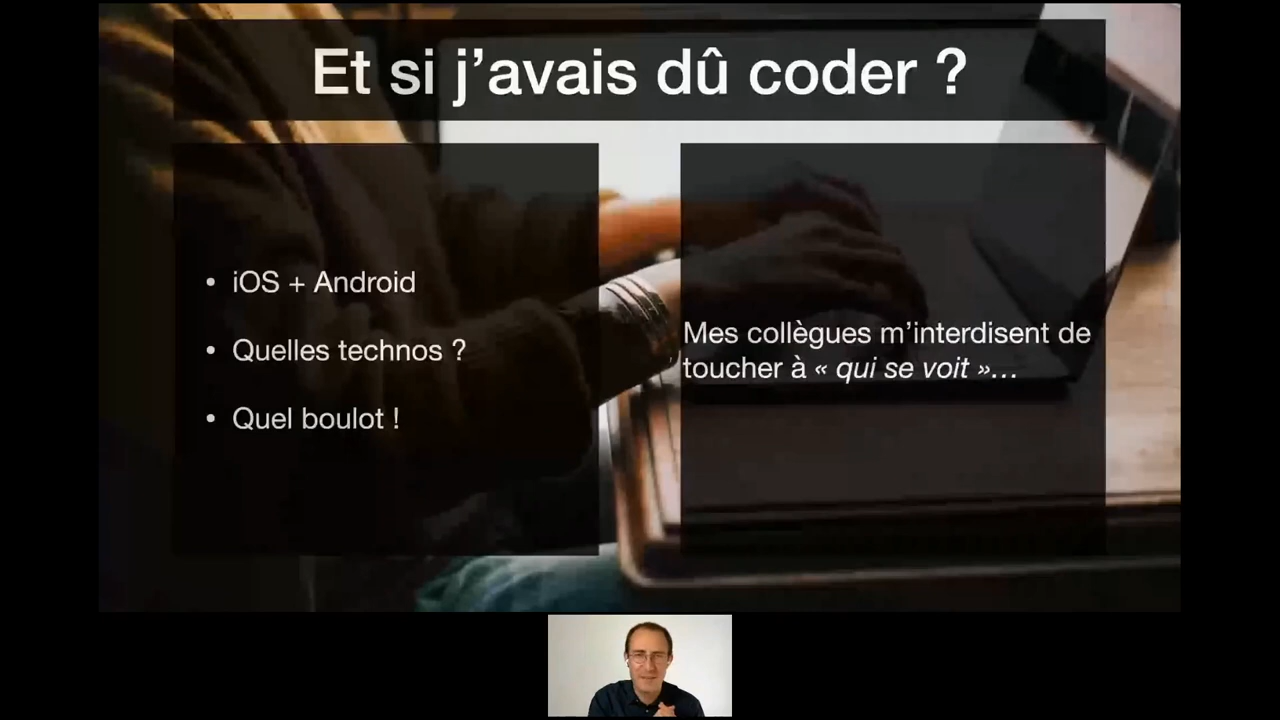 Et si j’avais dû coder ?
• iOS + Android
• Quelles technos ?
• Quel boulot !
Mes collègues m’interdisent de
toucher à « qui se voit »…